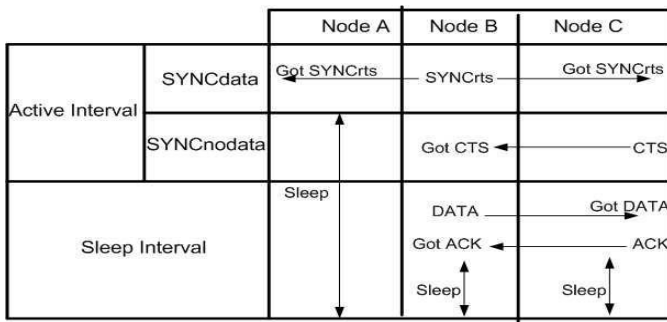 Node A Node B Node C
Active Interval SYNCdata Got SYNCrts SYNCrts Got SYNCrts
SYNCnodata Got CTS CTS
Sleep Interval Sleep DATA Got DATA
Got ACK ACK
Sleep Sleep